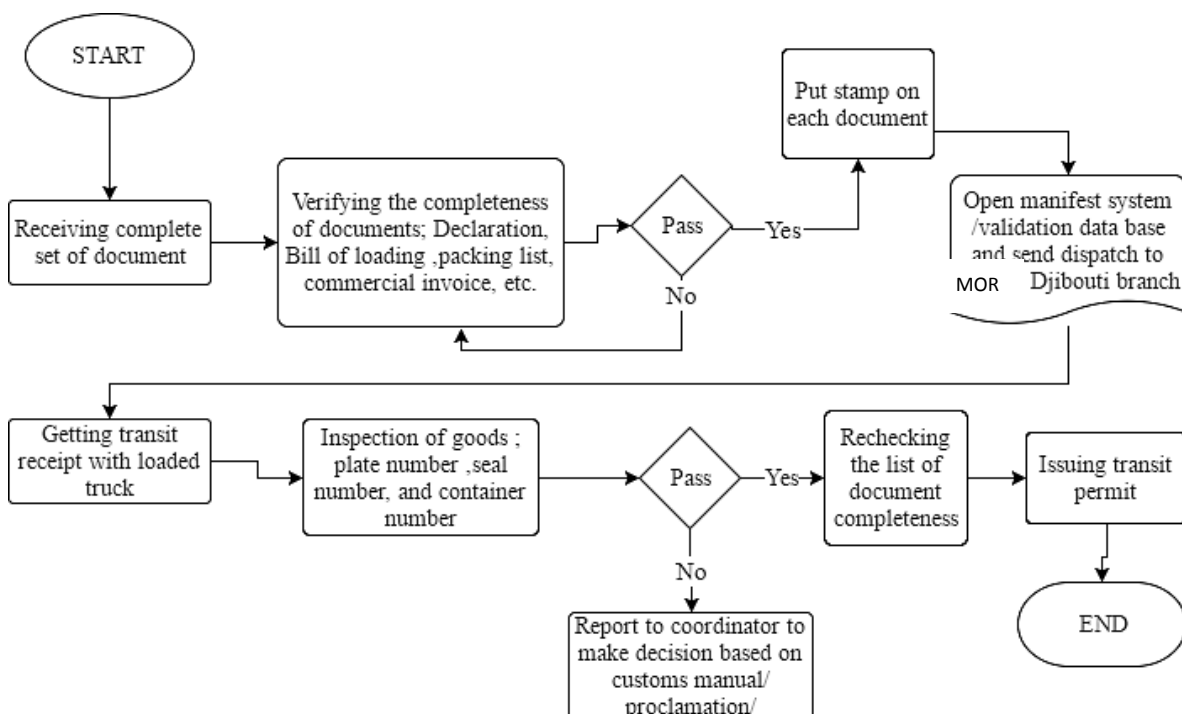 START
Receiving complete
set of document
Verifying the completeness
of documents; Declaration,
Bill of loading ,packing list,
commercial invoice, etc.
Pass
Yes
No
Put stamp on
each document
Open manifest system
/validation data base
and send dispatch to
MOR Djibouti branch
Getting transit
receipt with loaded
truck
Inspection of goods ;
plate number ,seal
number, and container
number
Pass
Yes
No
Report to coordinator to
make decision based on
customs manual/
proclamation/
Rechecking
the list of
document
completeness
Issuing transit
permit
END